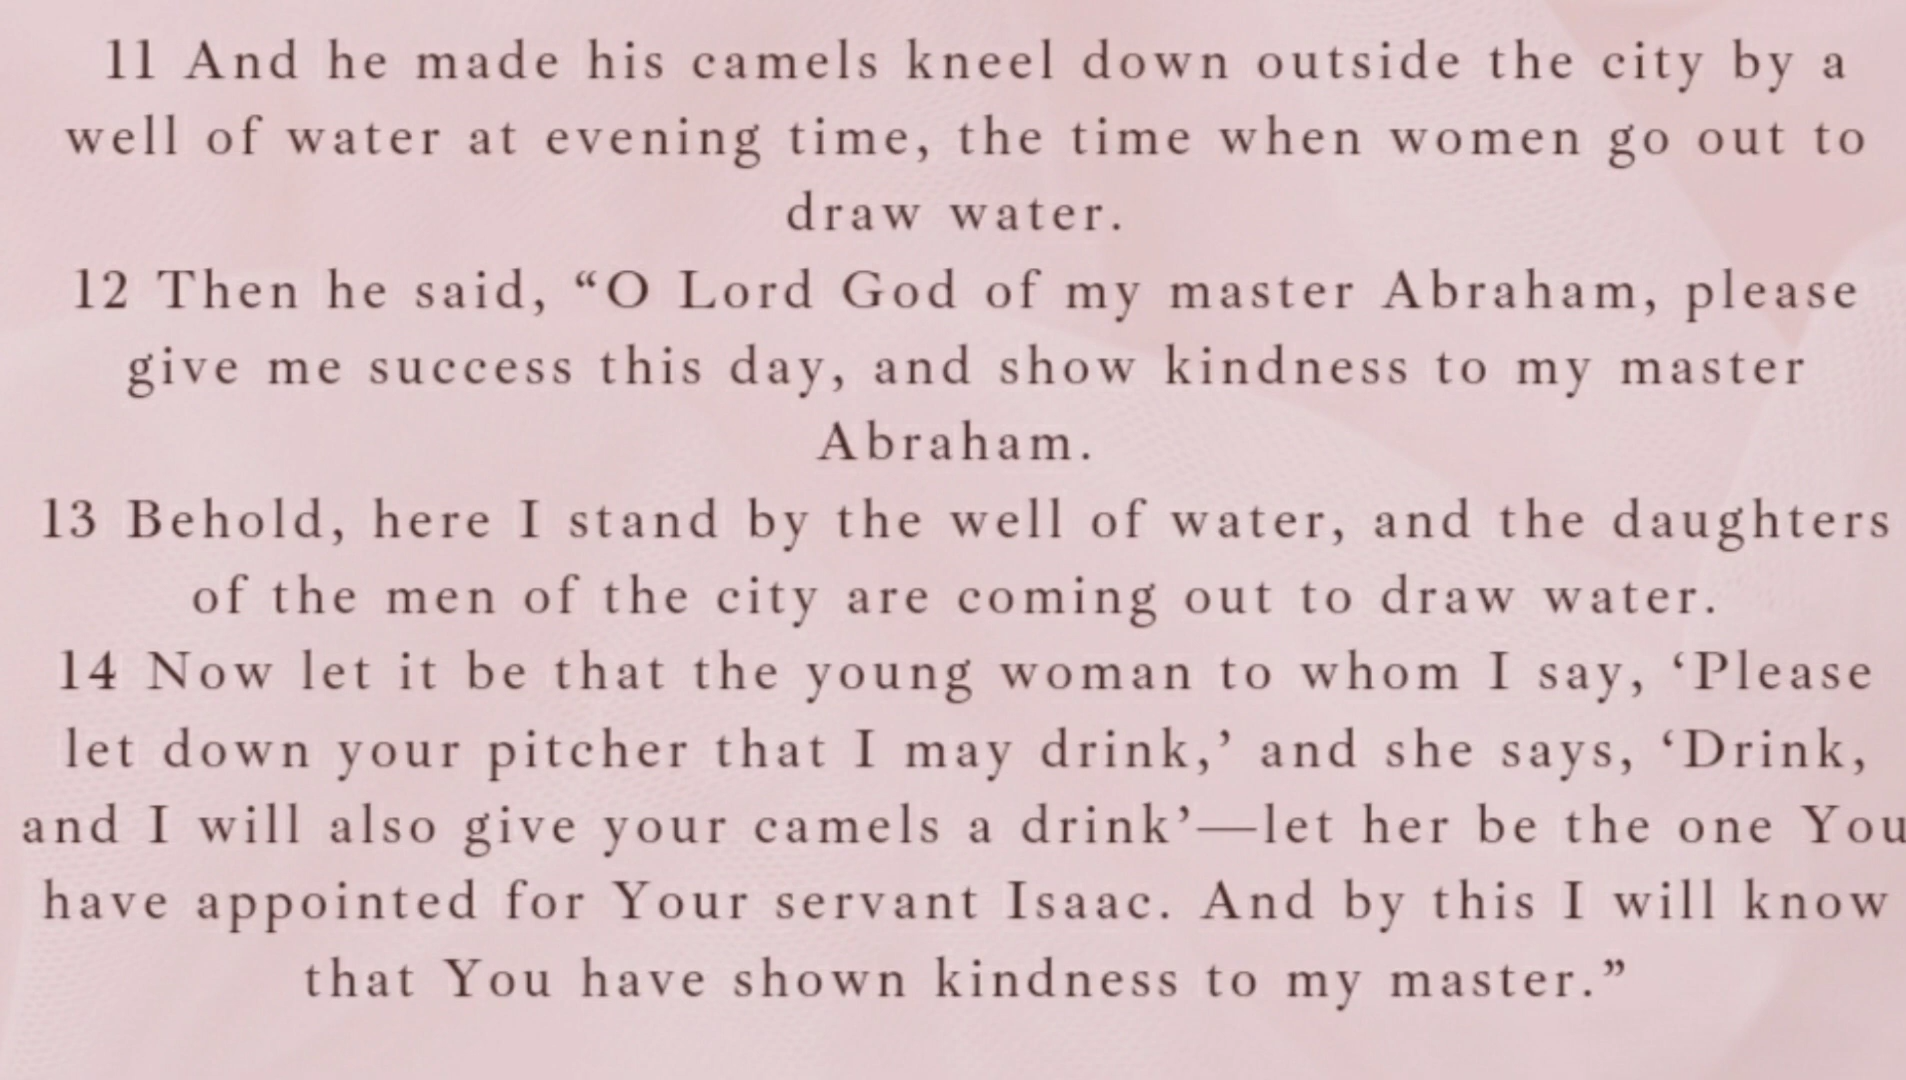 11 And he made his camels kneel down outside the city by a
well of water at evening time, the time when women go out to
draw water.
12 Then he said, “O Lord God of my master Abraham, please
give me success this day, and show kindness to my master
Abraham.
13 Behold, here I stand by the well of water, and the daughters
of the men of the city are coming out to draw water.
14 Now let it be that the young woman to whom I say, ‘Please
let down your pitcher that I may drink,’ and she says, ‘Drink,
and I will also give your camels a drink’—let her be the one You
have appointed for Your servant Isaac. And by this I will know
that You have shown kindness to my master.”